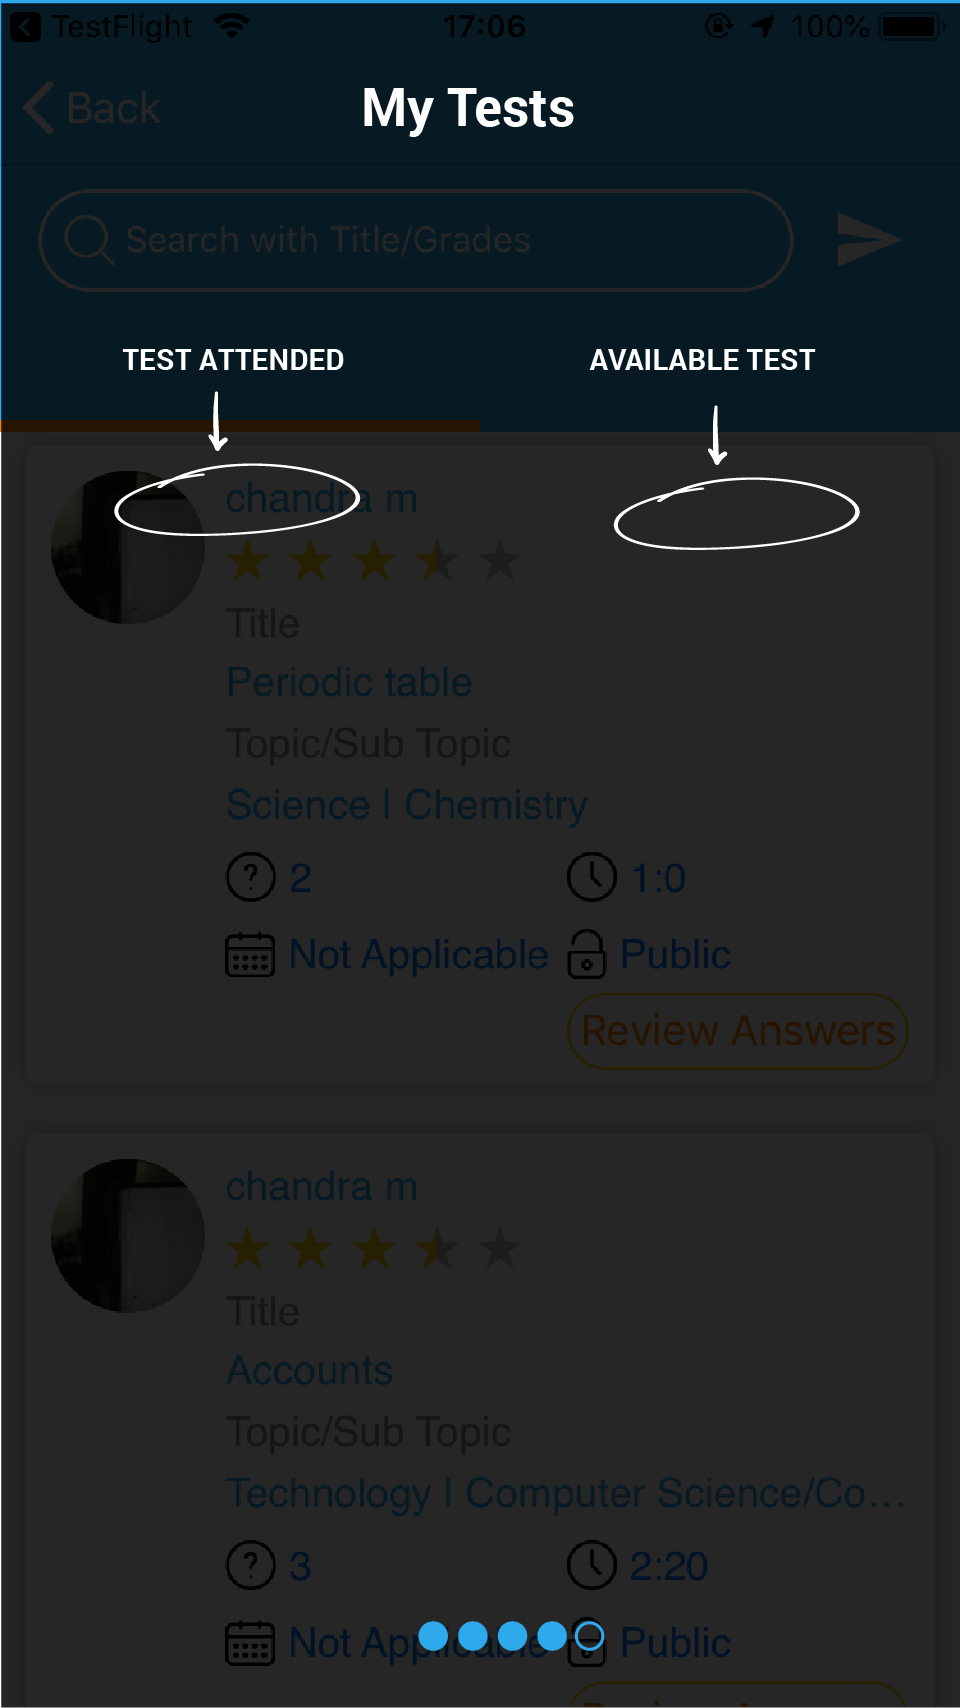 TestFlight 17:06 100%
Back My Tests
Search with Title/Grades
TEST ATTENDED AVAILABLE TEST
chandra m
Title
Periodic table
Topic/Sub Topic
Science | Chemistry
2 1:0
Not Applicable Public
Review Answers
chandra m
Title
Accounts
Topic/Sub Topic
Technology | Computer Science/Co...
3 2:20
Not Applicable Public